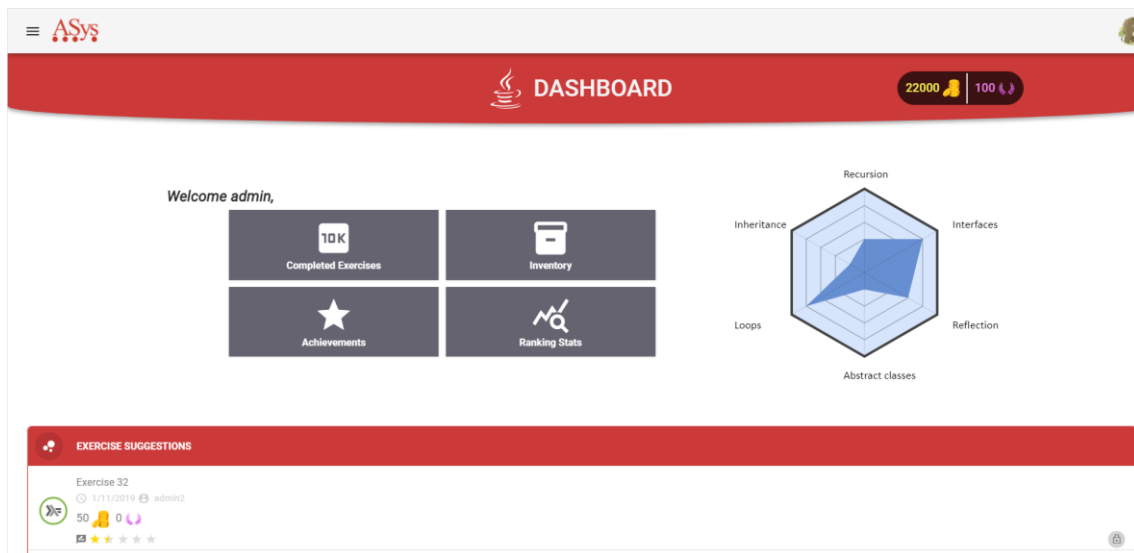 ASys
DASHBOARD
22000 100
Welcome admin,
10K
Completed Exercises
Inventory
Achievements
Ranking Stats
Recursion
Inheritance
Interfaces
Loops
Reflection
Abstract classes
EXERCISE SUGGESTIONS
Exercise 32
1/11/2019 admin2
50 0